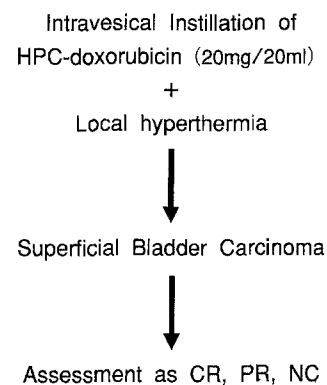 Intravesical Instillation of
HPC-doxorubicin (20mg/20ml)
+
Local hyperthermia
Superficial Bladder Carcinoma
Assessment as CR, PR, NC